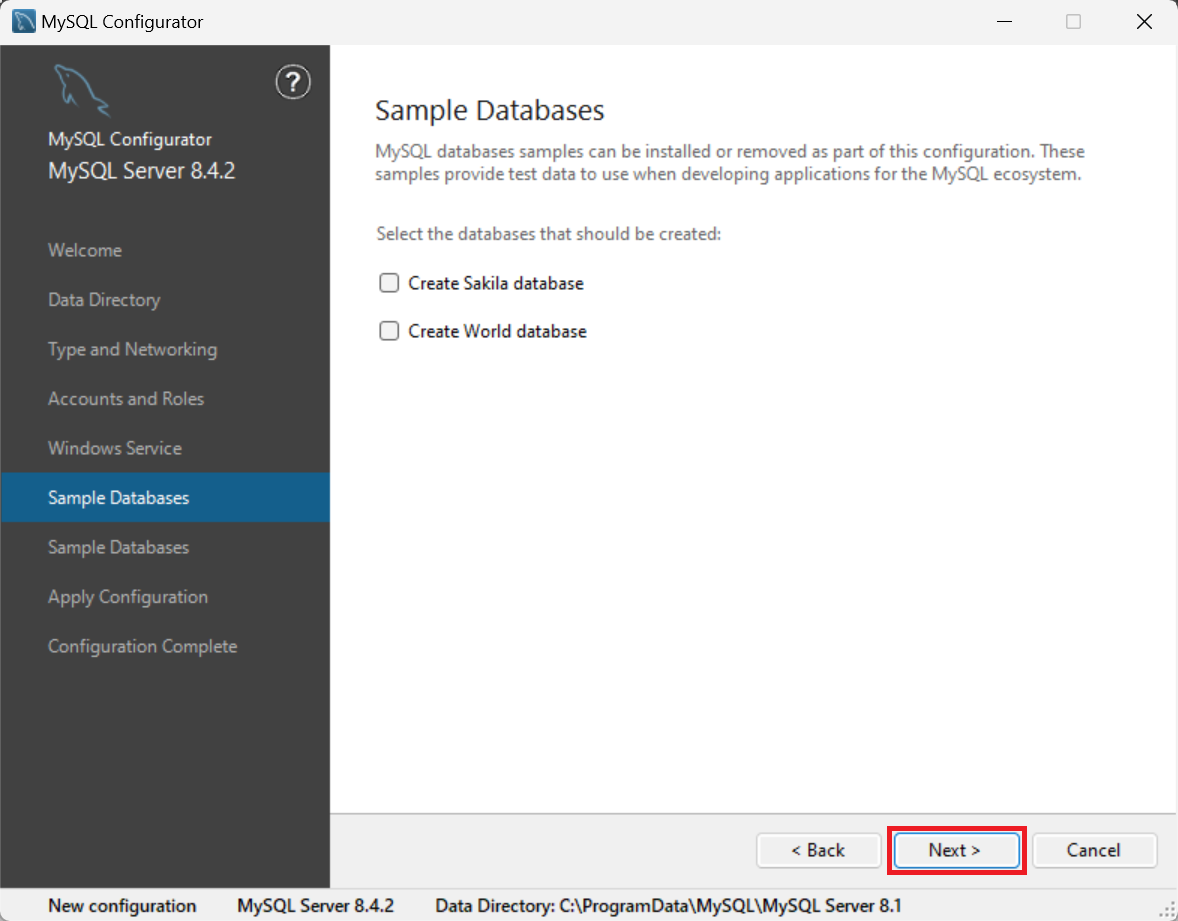 MySQL Configurator
?
MySQL Configurator
MySQL Server 8.4.2
Welcome
Data Directory
Type and Networking
Accounts and Roles
Windows Service
Sample Databases
Sample Databases
Apply Configuration
Configuration Complete
Sample Databases
MySQL databases samples can be installed or removed as part of this configuration. These
samples provide test data to use when developing applications for the MySQL ecosystem.
Select the databases that should be created:
Create Sakila database
Create World database
< Back
Next >
Cancel
New configuration MySQL Server 8.4.2 Data Directory: C:\ProgramData\MySQL\MySQL Server 8.1